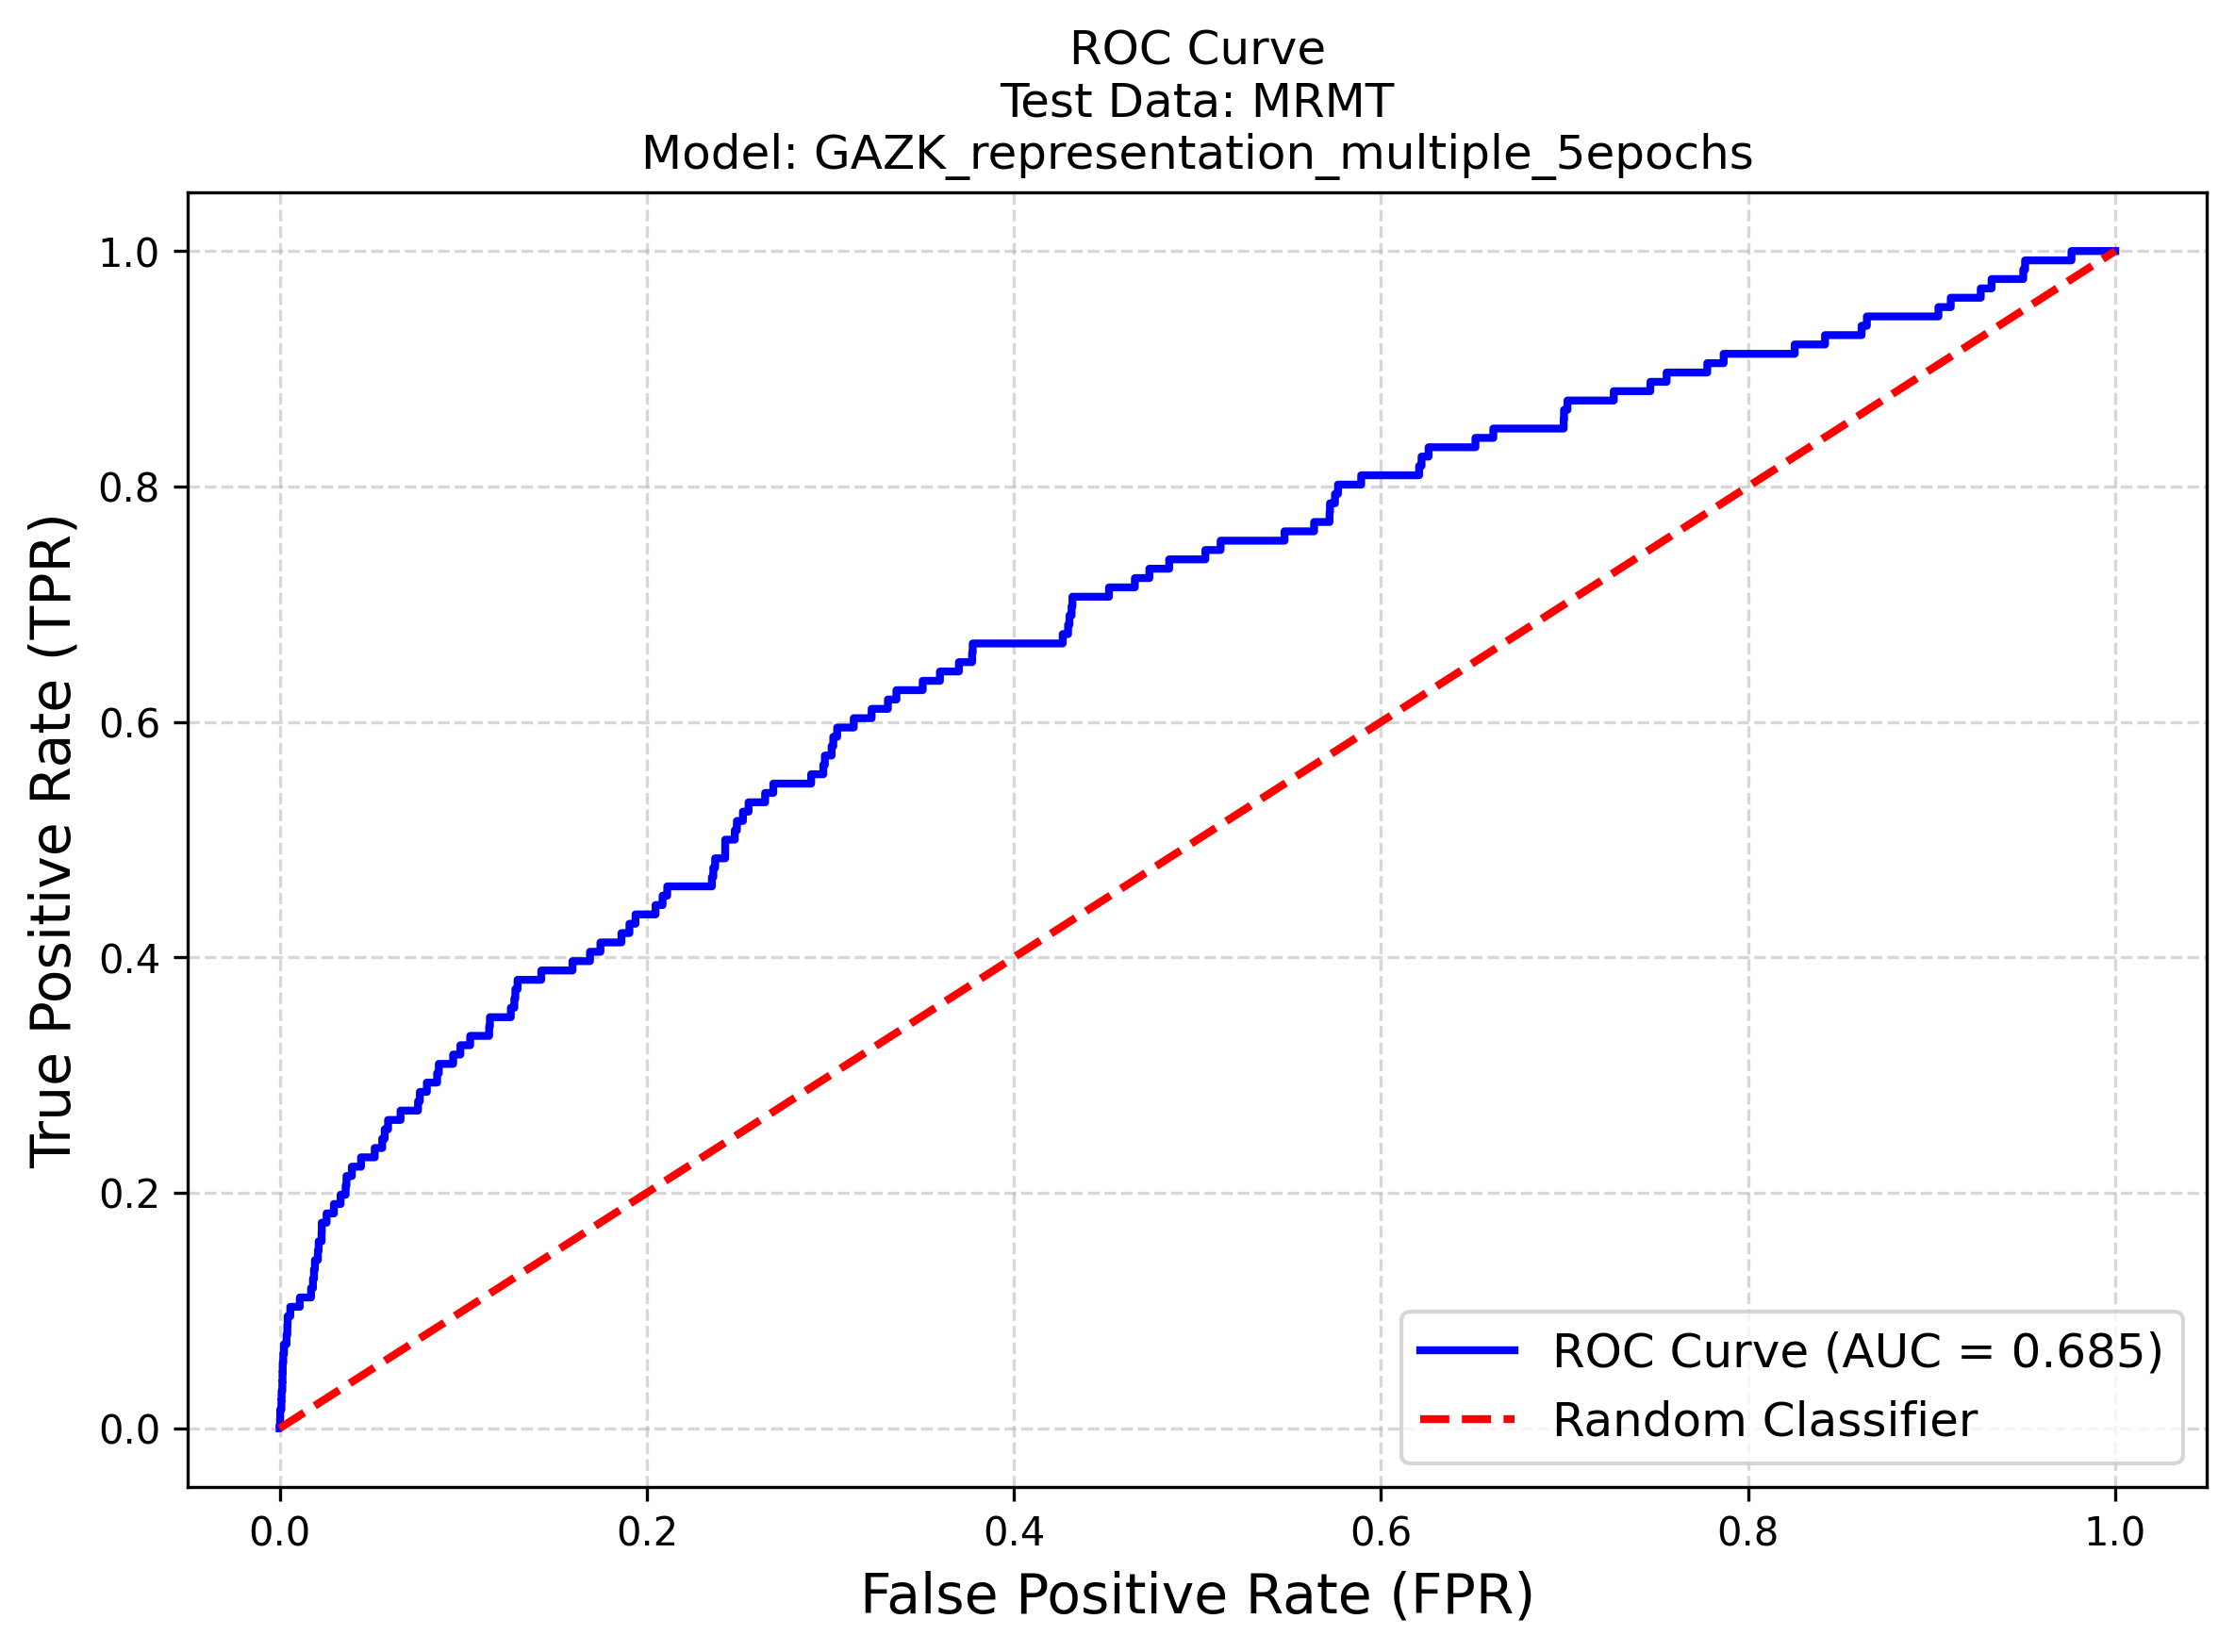 ROC Curve
Test Data: MRMT
Model: GAZK_representation_multiple_5epochs
True Positive Rate (TPR)
1.0
0.8
0.6
0.4
0.2
0.0
0.0
0.2
0.4
0.6
0.8
1.0
False Positive Rate (FPR)
ROC Curve (AUC = 0.685)
Random Classifier